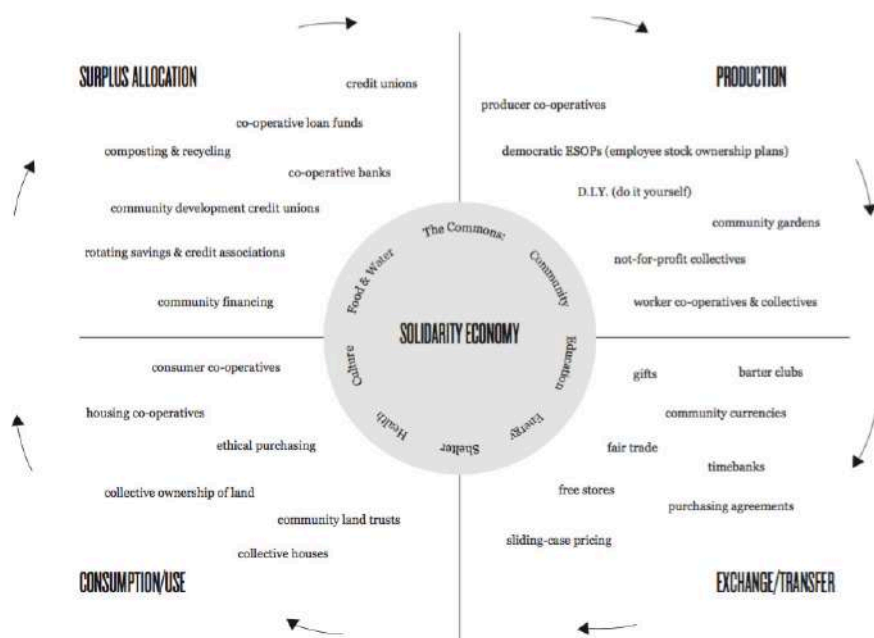 SURPLUS ALLOCATION
credit unions
co-operative loan funds
composting & recycling
co-operative banks
community development credit unions
rotating savings & credit associations
community financing
PRODUCTION
producer co-operatives
democratic ESOPs (employee stock ownership plans)
D.I.Y. (do it yourself)
community gardens
not-for-profit collectives
worker co-operatives & collectives
SOLIDARITY ECONOMY
The Commons:
Community
Education
Energy
Shelter
Health
Culture
Food & Water
consumer co-operatives
housing co-operatives
ethical purchasing
collective ownership of land
community land trusts
collective houses
CONSUMPTION/USE
gifts
barter clubs
community currencies
fair trade
timebanks
free stores
purchasing agreements
sliding-case pricing
EXCHANGE/TRANSFER